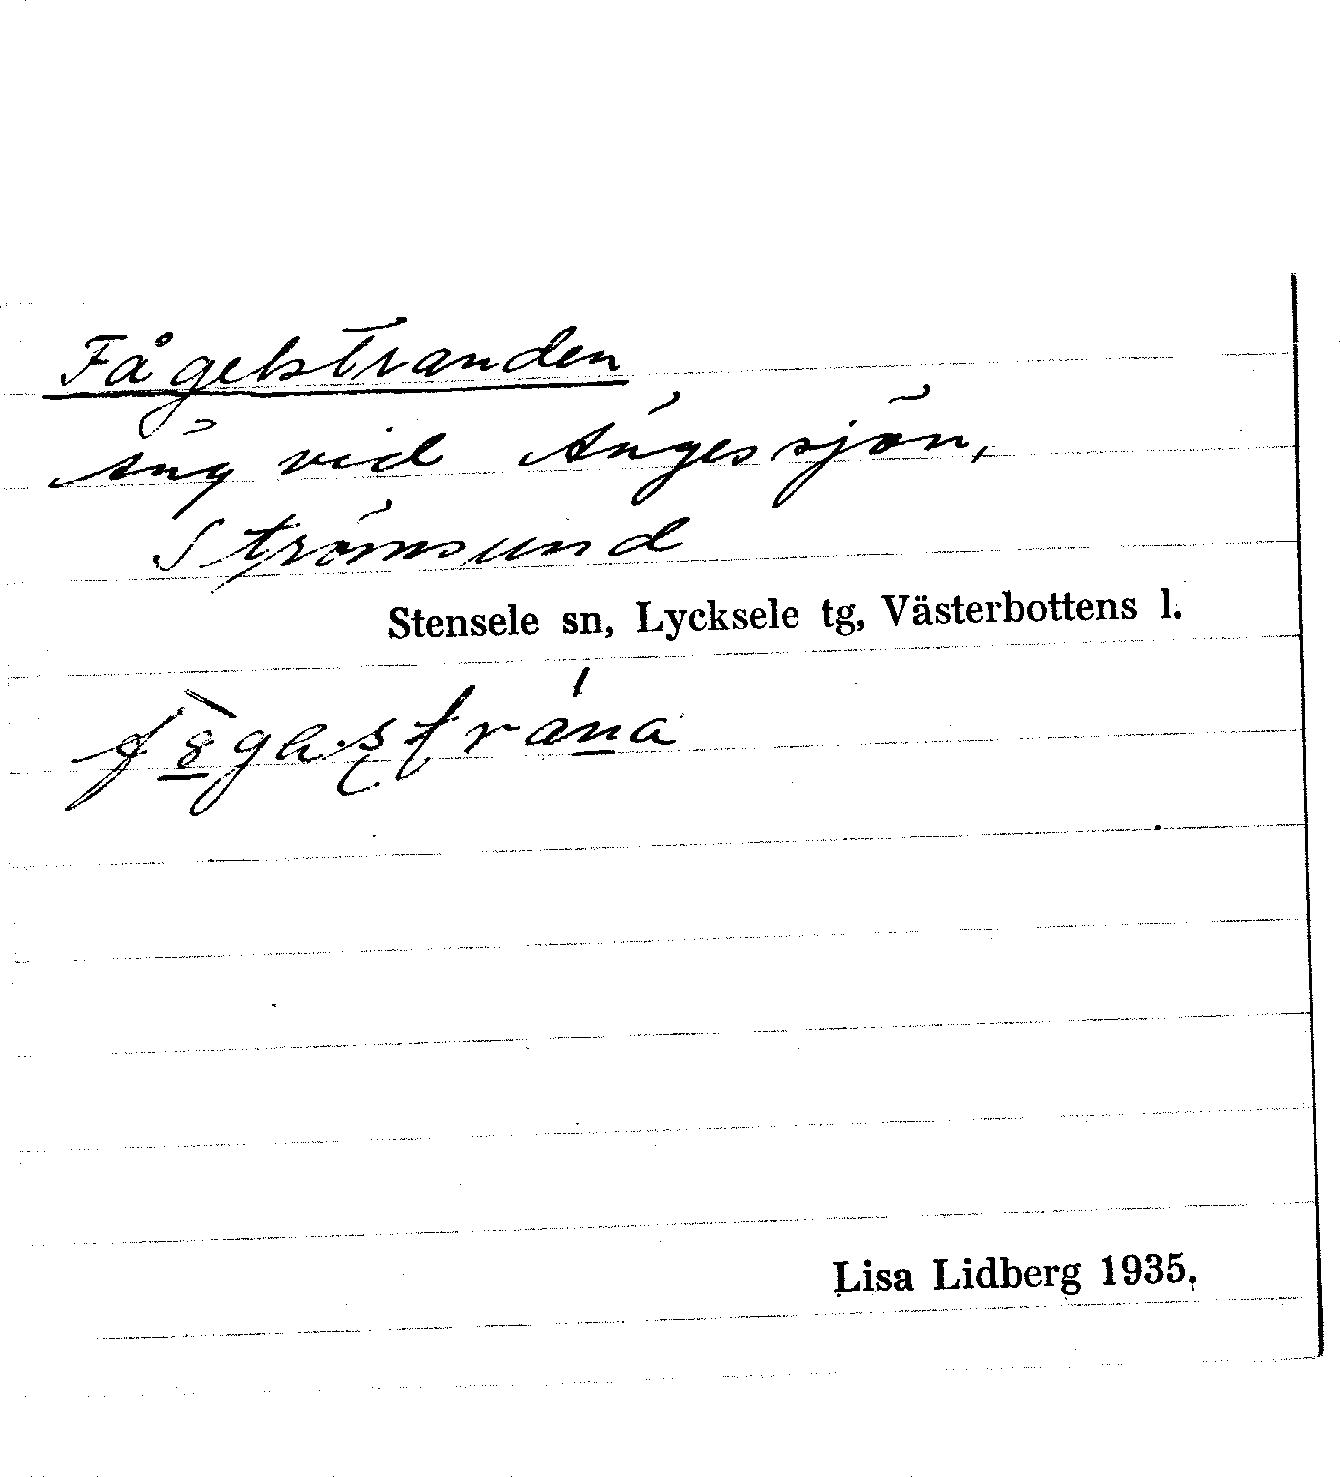 Fågelstranden
Äng vid Ängessjön,
Strömsund
Stensele sn, Lycksele tg, Västerbottens l.
Lisa Lidberg 1935.